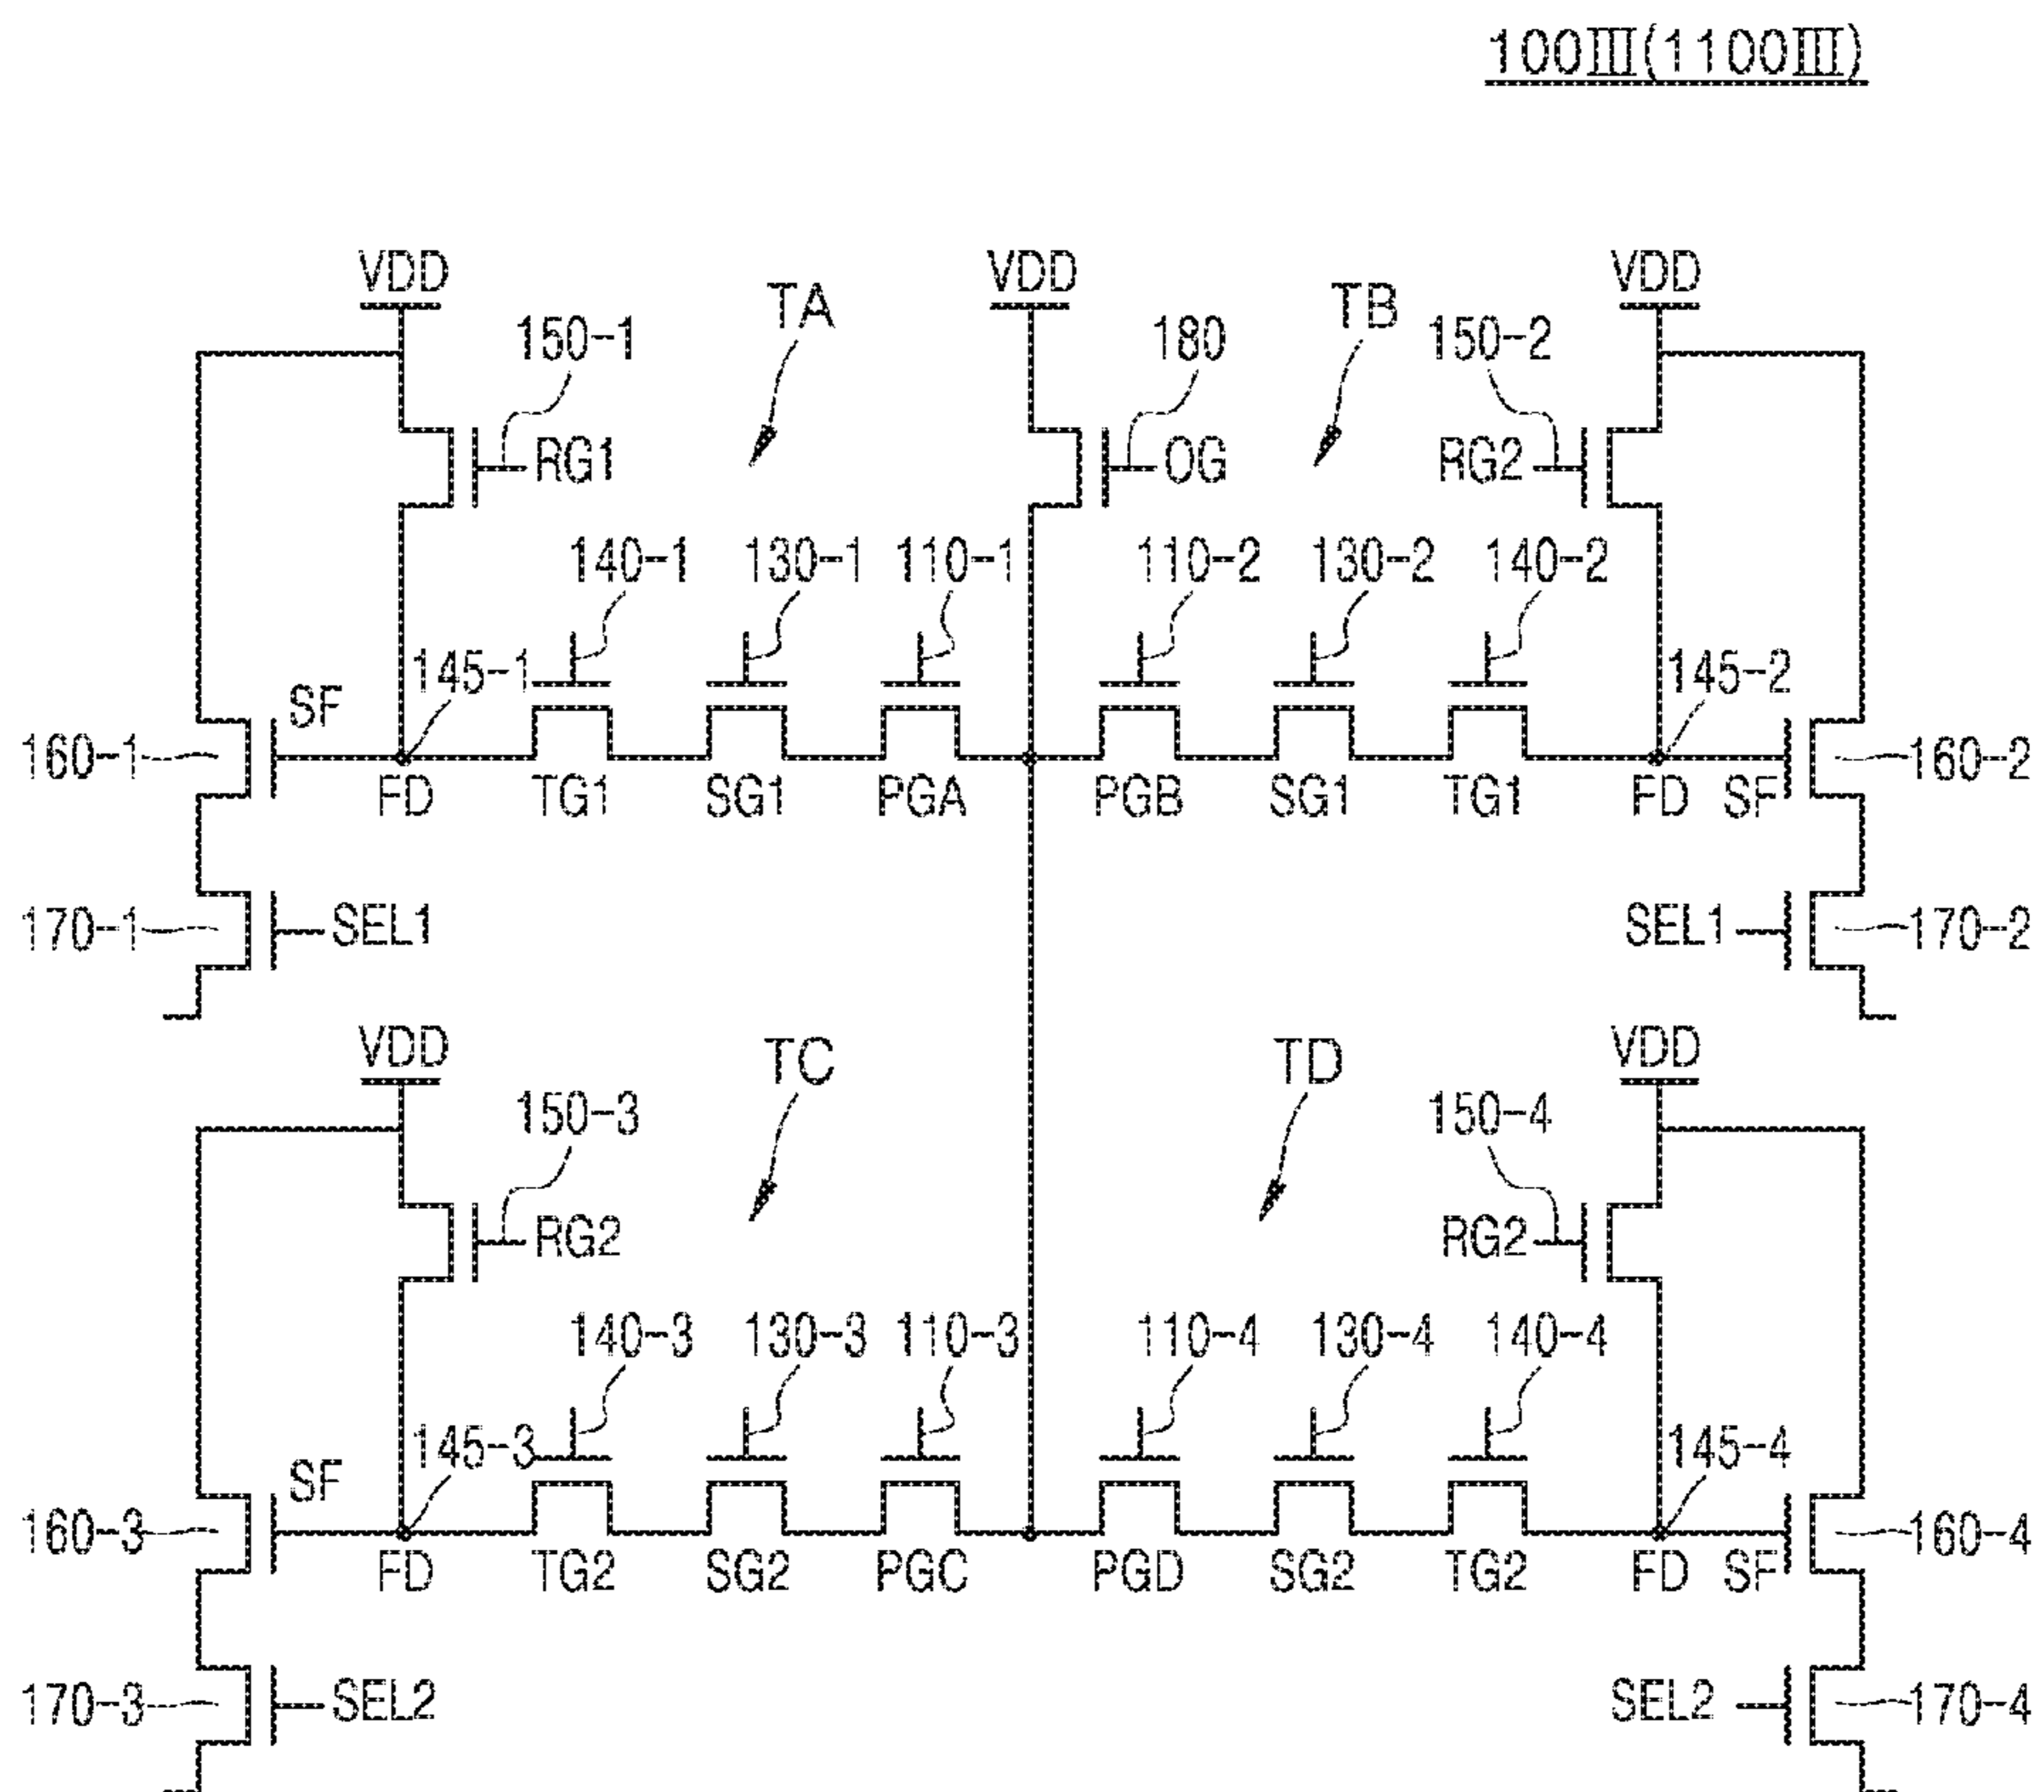 100Ⅲ(1100Ⅲ)
VDD
TA
VDD
TB
VDD
150-1
180
150-2
RG1
OG
RG2
140-1
130-1
110-1
110-2
130-2
140-2
145-1
145-2
SF
160-1
160-2
FD
TG1
SG1
PGA
PGB
SG1
TG1
FD
SF
170-1
SEL1
SEL1
170-2
VDD
TC
TD
VDD
150-3
150-4
RG2
RG2
140-3
130-3
110-3
110-4
130-4
140-4
145-3
145-4
SF
160-3
160-4
FD
TG2
SG2
PGC
PGD
SG2
TG2
FD
SF
170-3
SEL2
SEL2
170-4